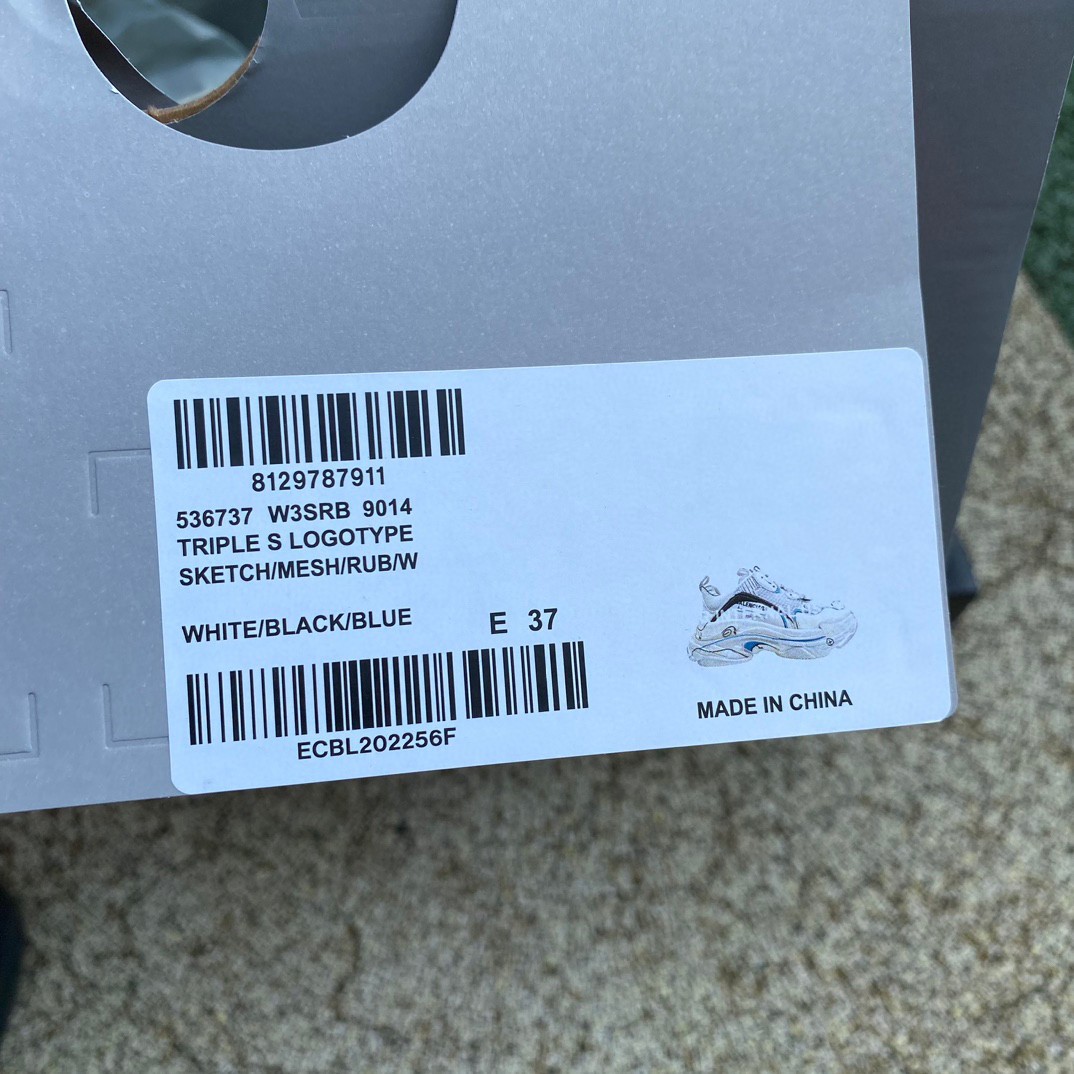 8129787911
536737 W3SRB 9014
TRIPLE S LOGOTYPE
SKETCH/MESH/RUB/W
WHITE/BLACK/BLUE E 37
ECBL202256F
MADE IN CHINA